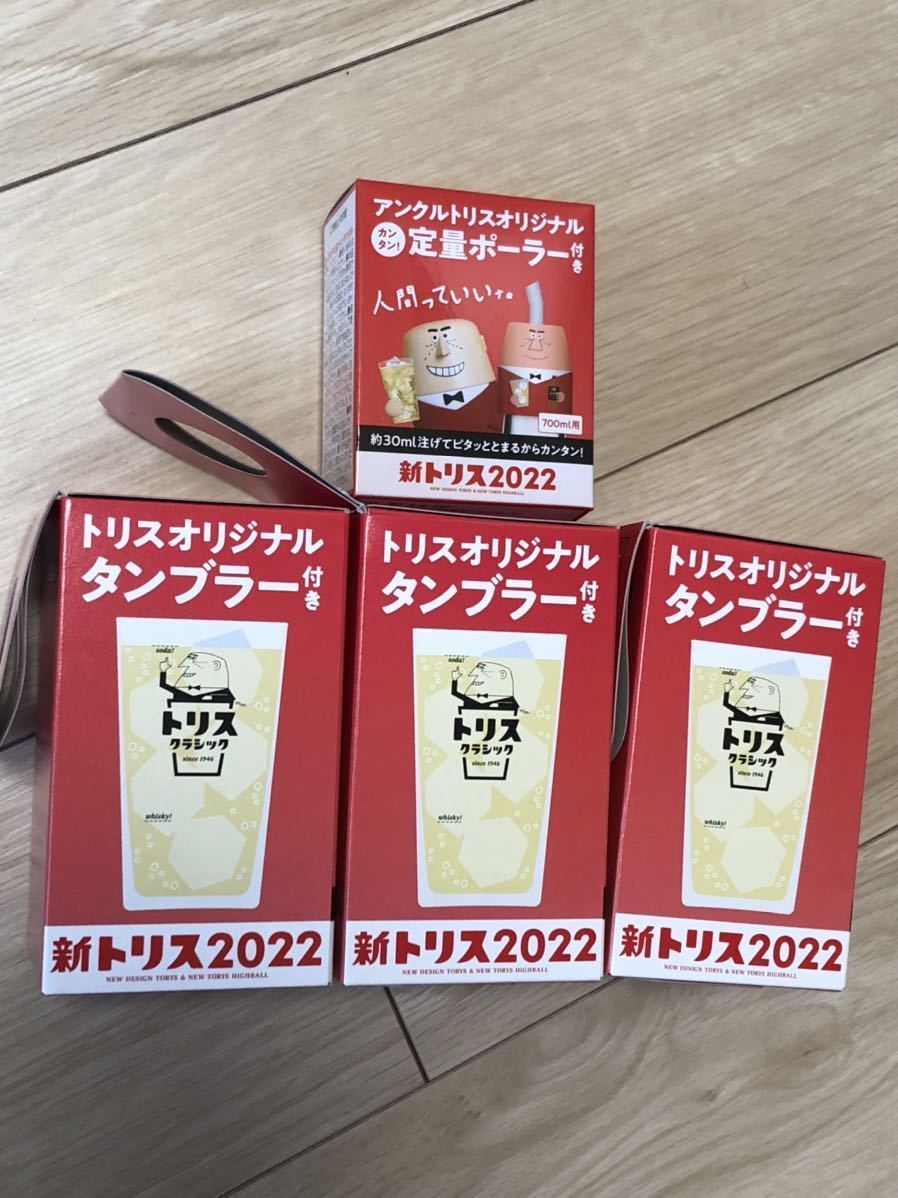 アンクルトリスオリジナル
カンタン!
定量ポーラー付き
人間っていいナ。
700ml用
約30ml注げてピタッととまるからカンタン!
新トリス2022
NEW DESIGN TORYS & NEW TORYS HIGHBALL
トリスオリジナル
タンブラー付き
soda!
トリス
クラシック
since 1946
whisky!
新トリス2022
NEW DESIGN TORYS & NEW TORYS HIGHBALL
トリスオリジナル
タンブラー付き
soda!
トリス
クラシック
since 1946
whisky!
新トリス2022
NEW DESIGN TORYS & NEW TORYS HIGHBALL
トリスオリジナル
タンブラー付き
soda!
トリス
クラシック
since 1946
whisky!
新トリス2022
NEW DESIGN TORYS & NEW TORYS HIGHBALL